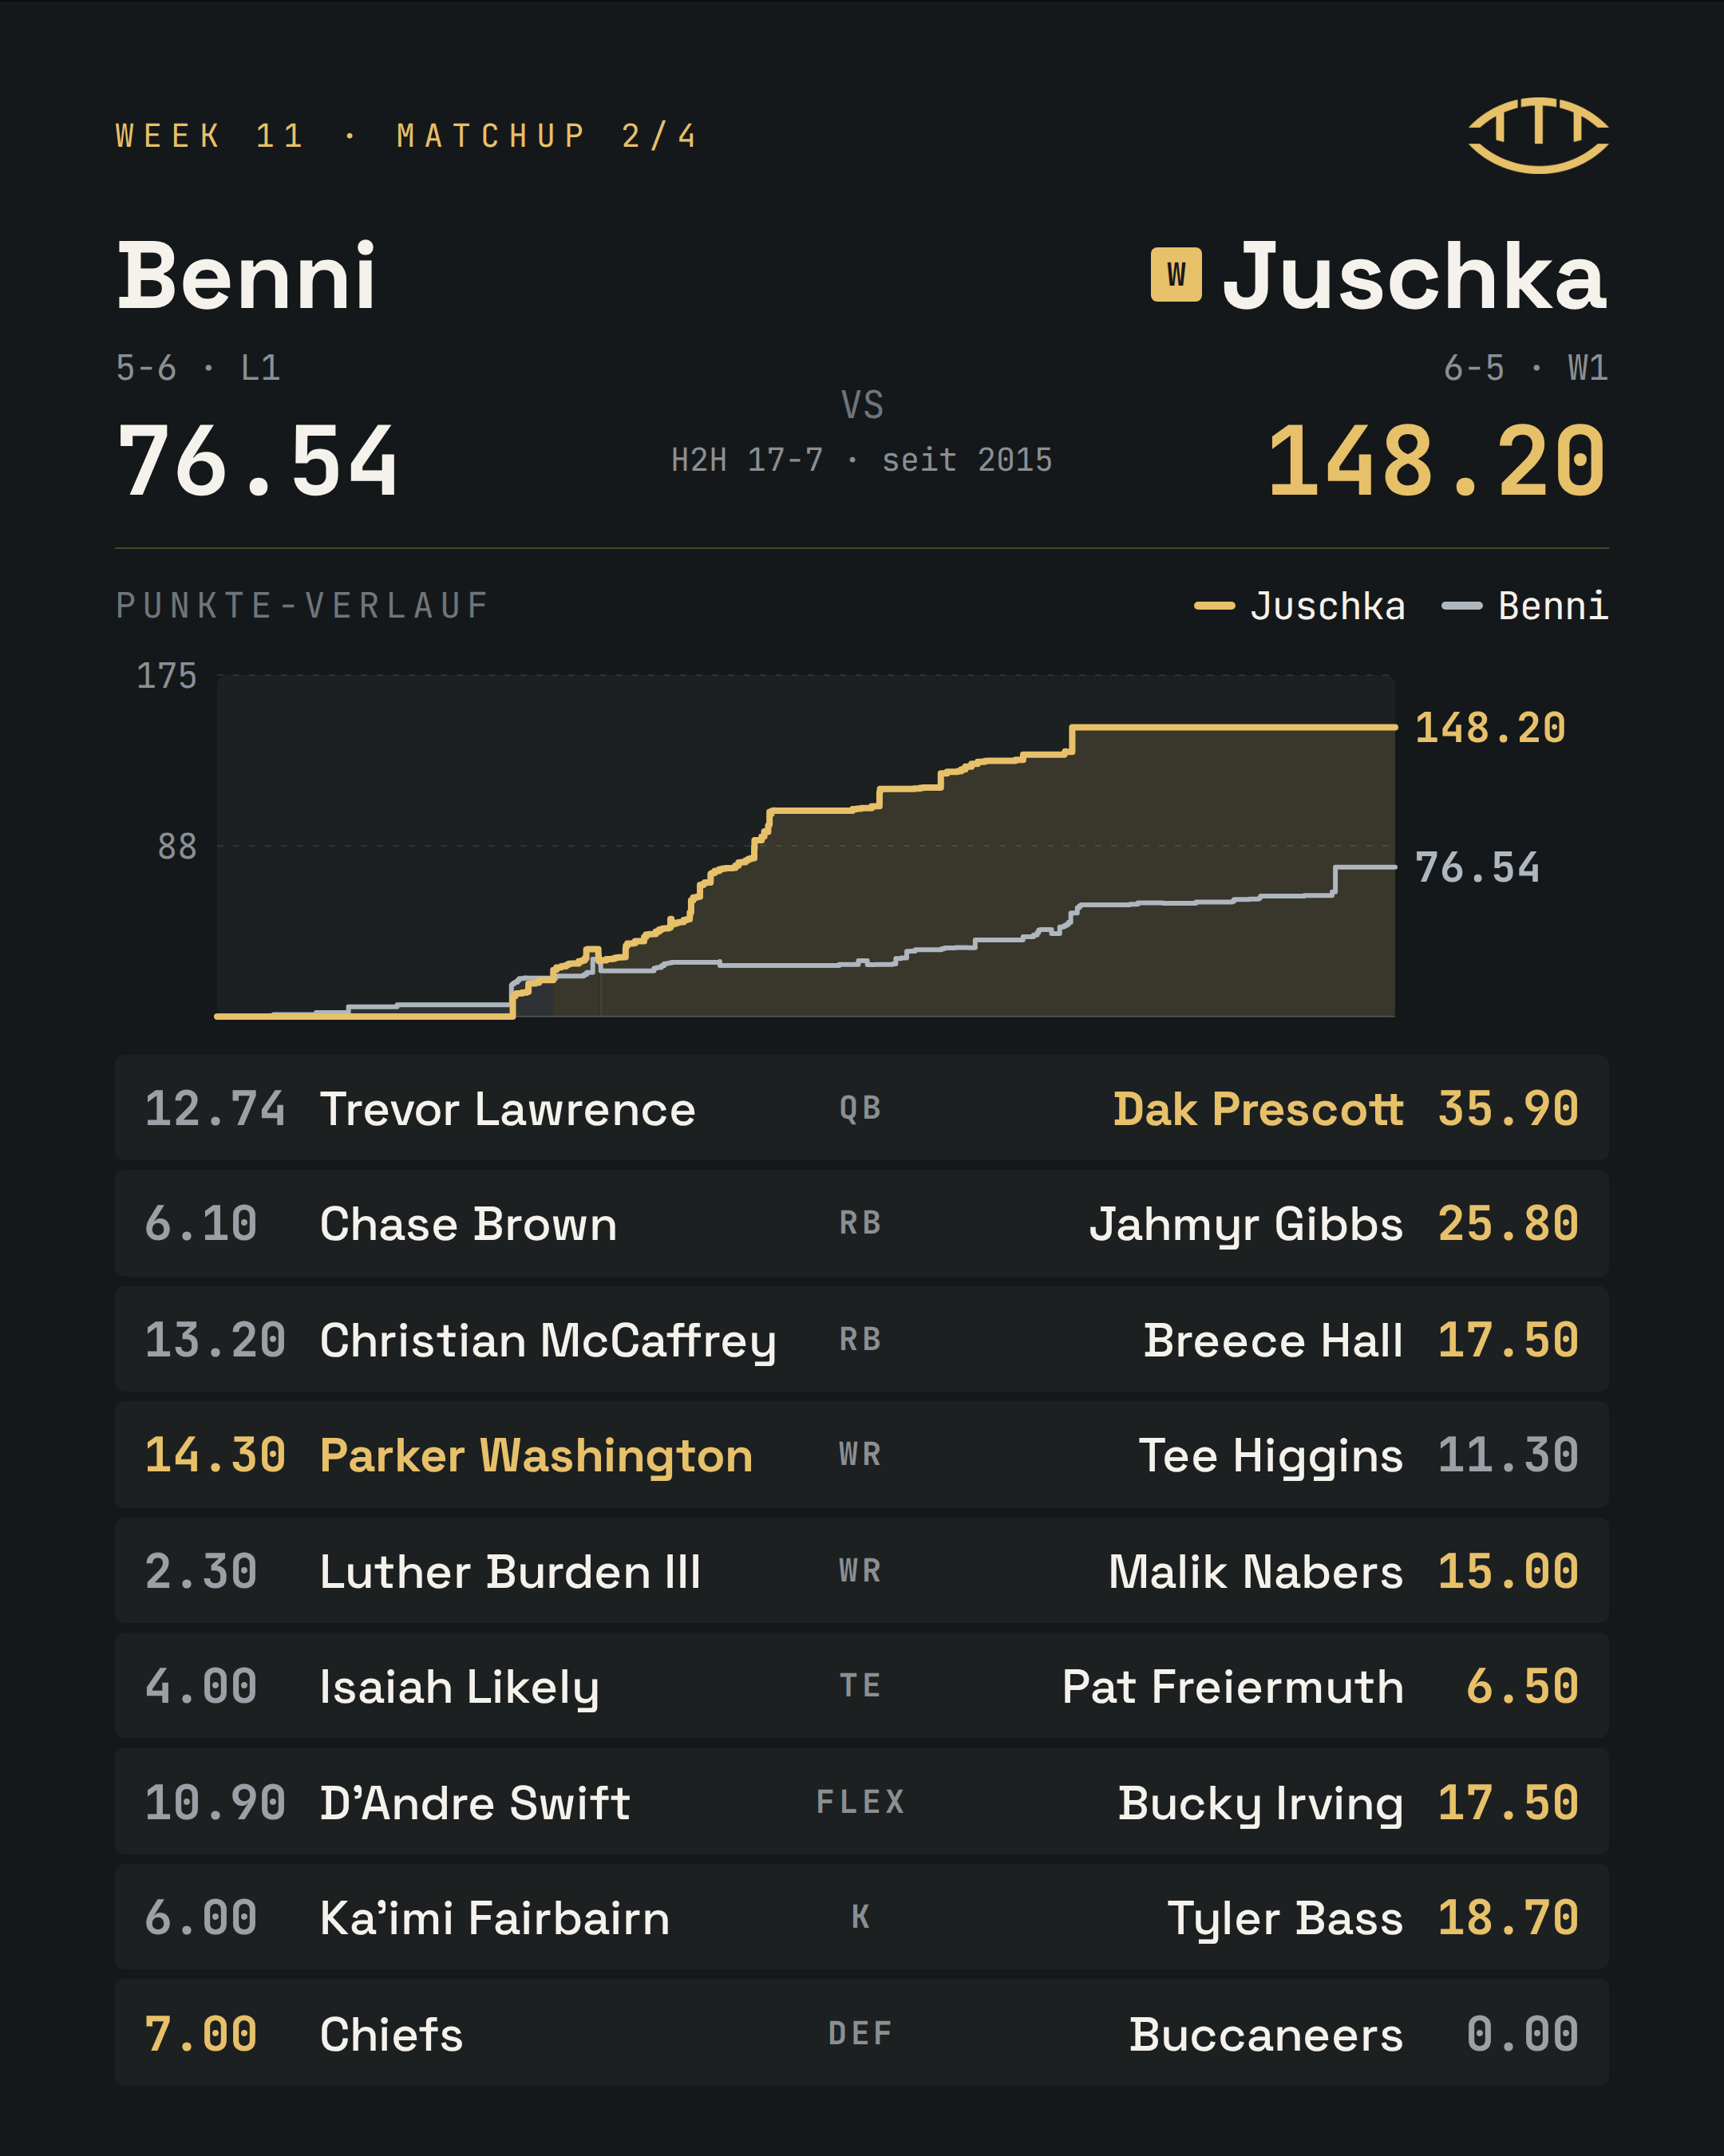 WEEK 11 · MATCHUP 2/4
Benni
W Juschka
5-6 · L1
6-5 · W1
VS
76.54
H2H 17-7 · seit 2015
148.20
PUNKTE-VERLAUF
Juschka Benni
175
148.20
88
76.54
12.74 Trevor Lawrence QB Dak Prescott 35.90
6.10 Chase Brown RB Jahmyr Gibbs 25.80
13.20 Christian McCaffrey RB Breece Hall 17.50
14.30 Parker Washington WR Tee Higgins 11.30
2.30 Luther Burden III WR Malik Nabers 15.00
4.00 Isaiah Likely TE Pat Freiermuth 6.50
10.90 D’Andre Swift FLEX Bucky Irving 17.50
6.00 Ka’imi Fairbairn K Tyler Bass 18.70
7.00 Chiefs DEF Buccaneers 0.00